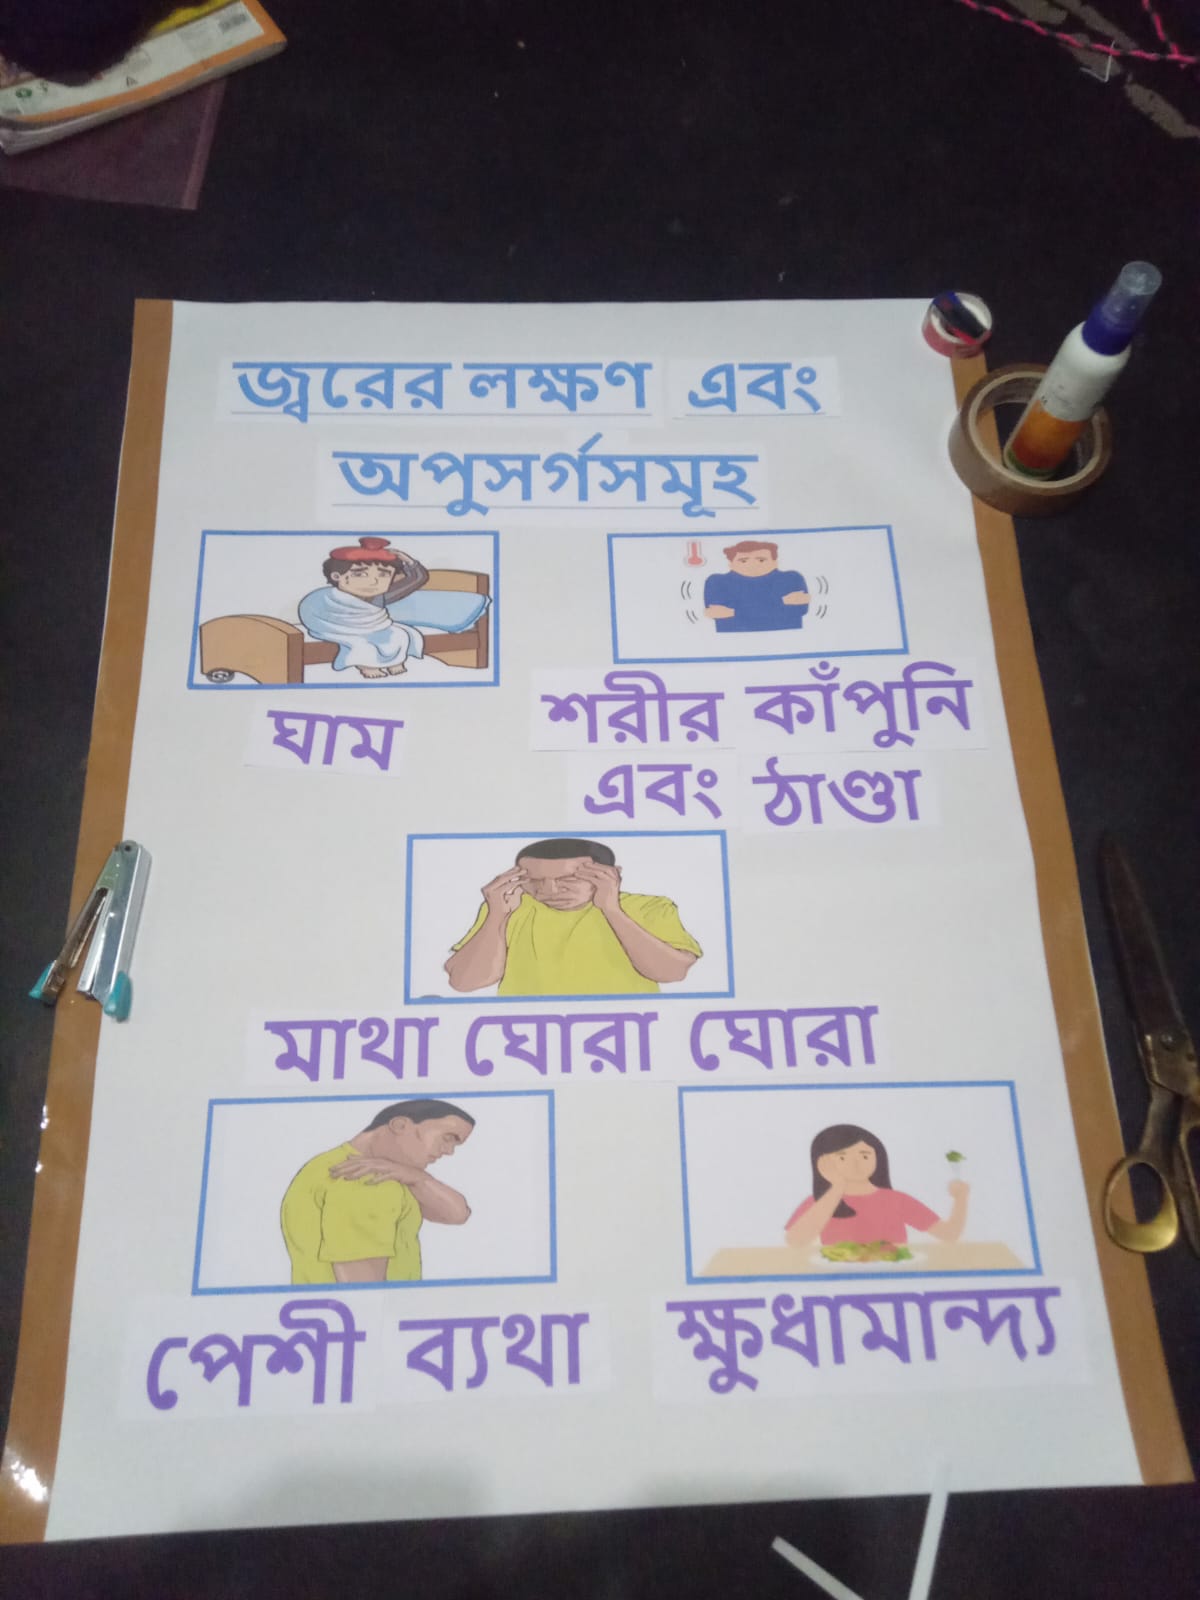 জ্বরের লক্ষণ এবং
অপুসর্গসমূহ
ঘাম
শরীর কাঁপুনি
এবং ঠাণ্ডা
মাথা ঘোরা ঘোরা
পেশী ব্যথা
ক্ষুধামান্দ্য